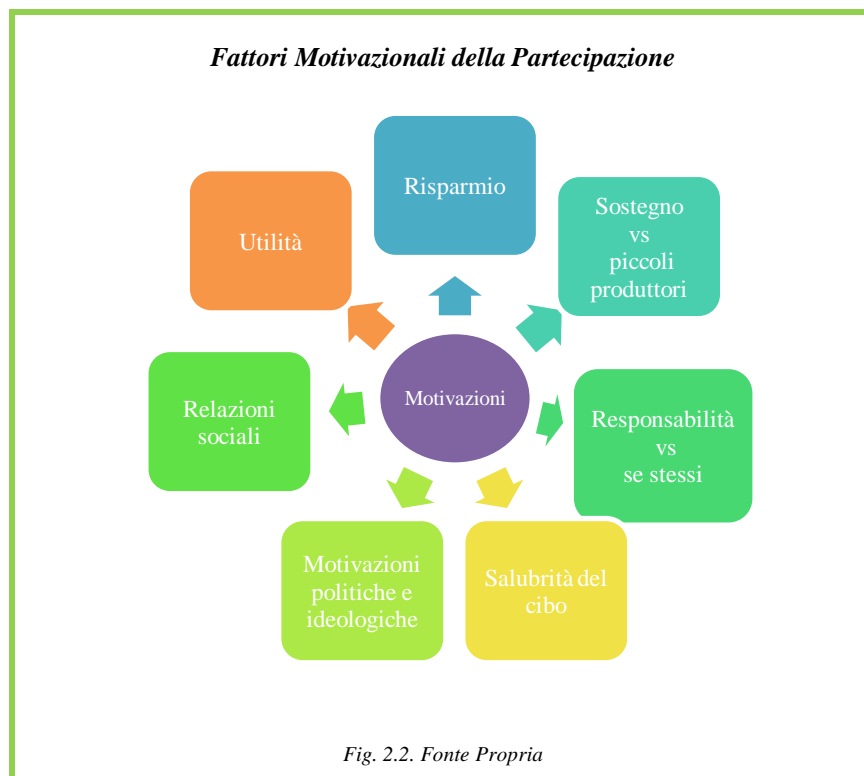 Fattori Motivazionali della Partecipazione
Risparmio
Sostegno
vs
piccoli
produttori
Responsabilità
vs
se stessi
Salubrità del
cibo
Motivazioni
politiche e
ideologiche
Relazioni
sociali
Utilità
Motivazioni
Fig. 2.2. Fonte Propria